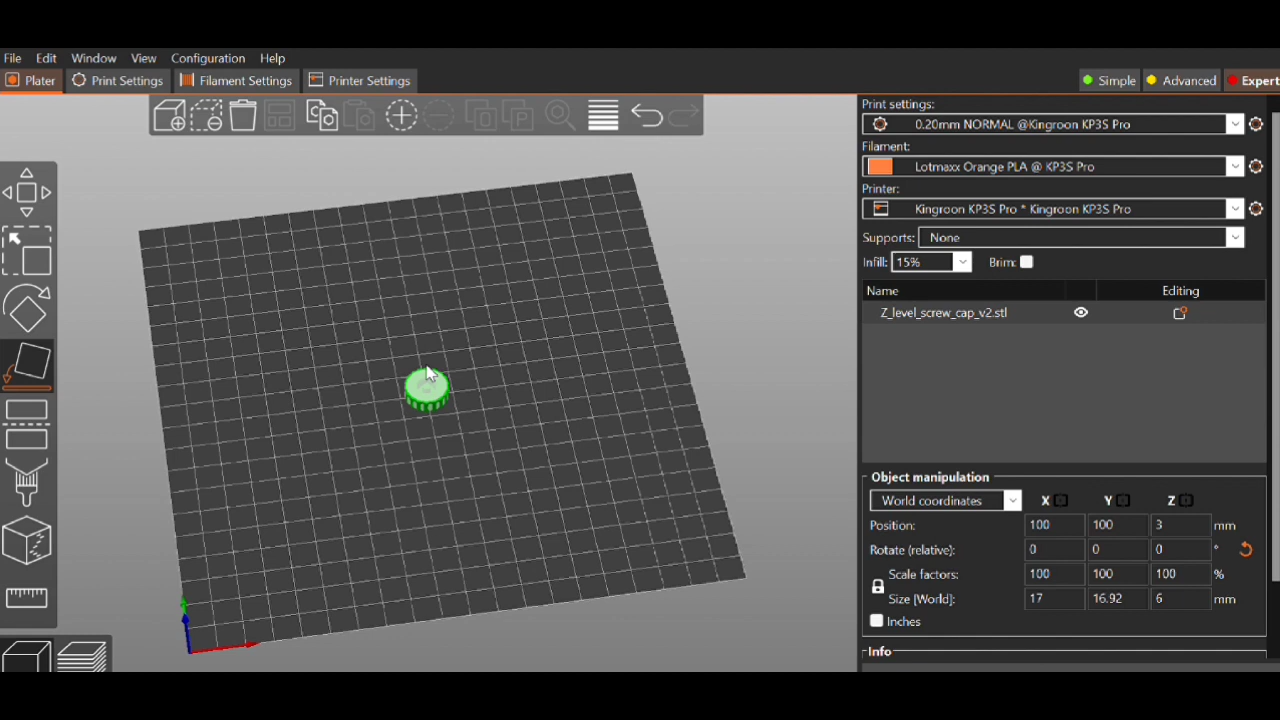 File Edit Window View Configuration Help
Plater Print Settings Filament Settings Printer Settings Simple Advanced Expert
Print settings:
0.20mm NORMAL @Kingroon KP3S Pro
Filament:
Lotmaxx Orange PLA @ KP3S Pro
Printer:
Kingroon KP3S Pro * Kingroon KP3S Pro
Supports: None
Infill: 15% Brim:
Name Editing
Z_level_screw_cap_v2.stl
Object manipulation
World coordinates X Y Z
Position: 100 100 3 mm
Rotate (relative): 0 0 0 °
Scale factors: 100 100 100 %
Size [World]: 17 16.92 6 mm
Inches
Info